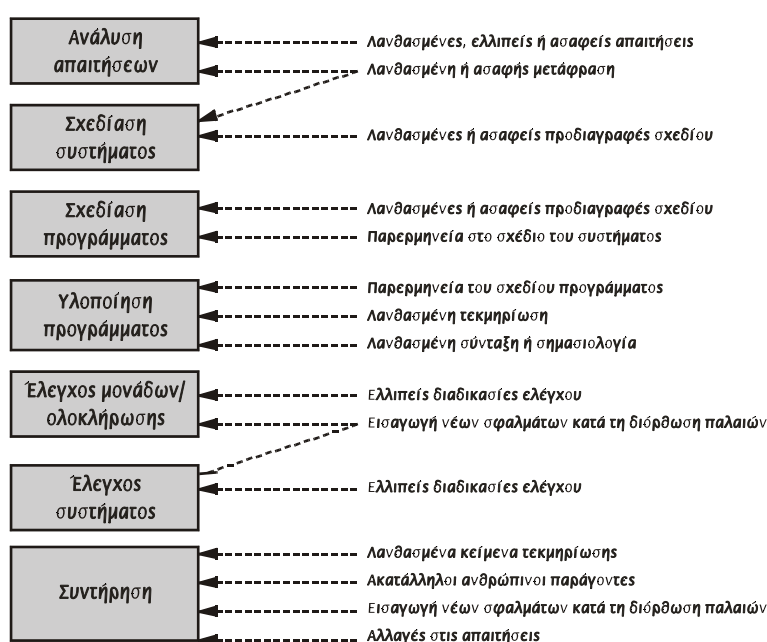 Ανάλυση
απαιτήσεων
Λανθασμένες, ελλιπείς ή ασαφείς απαιτήσεις
Λανθασμένη ή ασαφής μετάφραση
Σχεδίαση
συστήματος
Λανθασμένες ή ασαφείς προδιαγραφές σχεδίου
Σχεδίαση
προγράμματος
Λανθασμένες ή ασαφείς προδιαγραφές σχεδίου
Παρερμηνεία στο σχέδιο του συστήματος
Υλοποίηση
προγράμματος
Παρερμηνεία του σχεδίου προγράμματος
Λανθασμένη τεκμηρίωση
Λανθασμένη σύνταξη ή σημασιολογία
Έλεγχος μονάδων/
ολοκλήρωσης
Ελλιπείς διαδικασίες ελέγχου
Εισαγωγή νέων σφαλμάτων κατά τη διόρθωση παλαιών
Έλεγχος
συστήματος
Ελλιπείς διαδικασίες ελέγχου
Συντήρηση
Λανθασμένα κείμενα τεκμηρίωσης
Ακατάλληλοι ανθρώπινοι παράγοντες
Εισαγωγή νέων σφαλμάτων κατά τη διόρθωση παλαιών
Αλλαγές στις απαιτήσεις